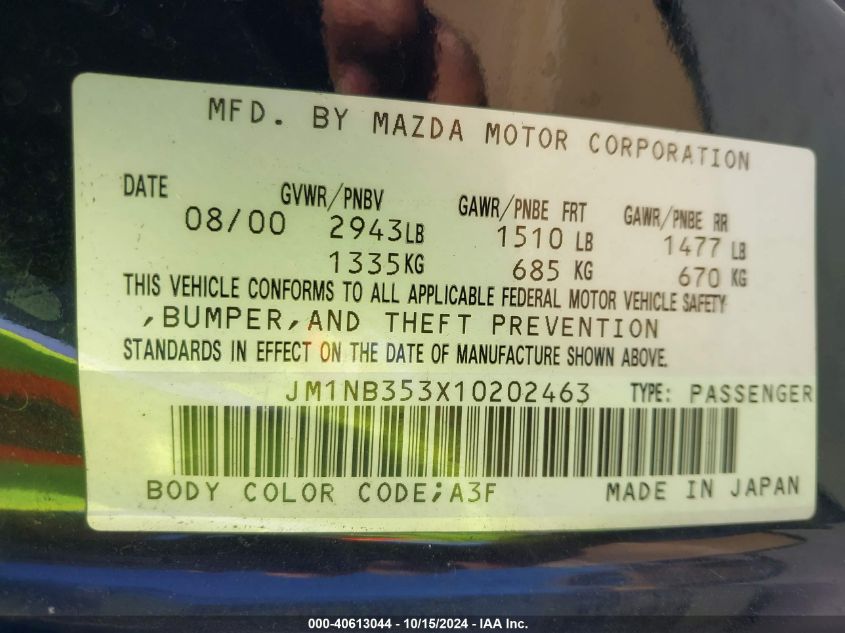 MFD. BY MAZDA MOTOR CORPORATION
DATE GVWR/PNBV GAWR/PNBE FRT GAWR/PNBE RR
08/00 2943LB 1510 LB 1477 LB
1335KG 685 KG 670 KG
THIS VEHICLE CONFORMS TO ALL APPLICABLE FEDERAL MOTOR VEHICLE SAFETY
,BUMPER,AND THEFT PREVENTION
STANDARDS IN EFFECT ON THE DATE OF MANUFACTURE SHOWN ABOVE.
JM1NB353X10202463 TYPE: PASSENGER
BODY COLOR CODE;A3F MADE IN JAPAN
000-40613044 - 10/15/2024 - IAA Inc.